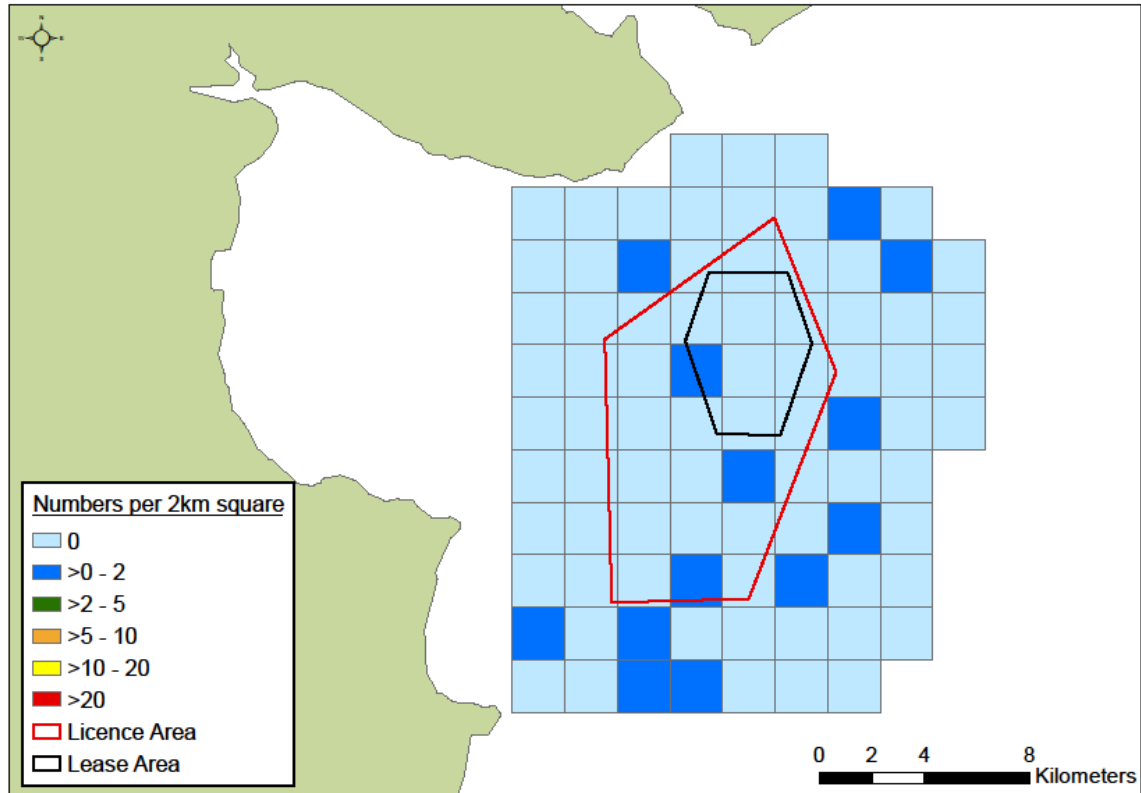 N
E
S
Numbers per 2km square
0
>0 - 2
>2 - 5
>5 - 10
>10 - 20
>20
Licence Area
Lease Area
0 2 4 8
Kilometers